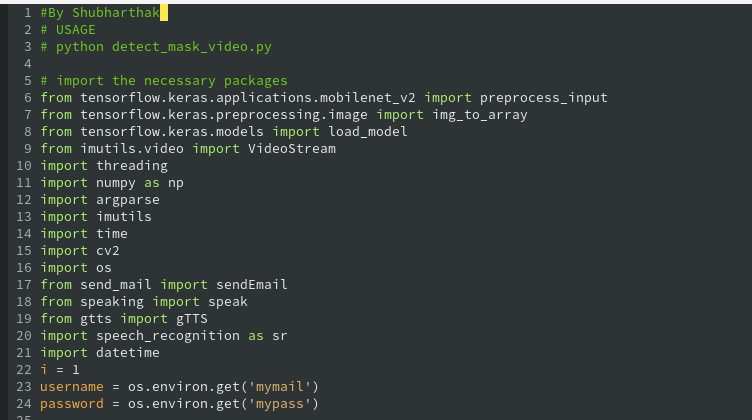 1 #By Shubharthak
2 # USAGE
3 # python detect_mask_video.py
4
5 # import the necessary packages
6 from tensorflow.keras.applications.mobilenet_v2 import preprocess_input
7 from tensorflow.keras.preprocessing.image import img_to_array
8 from tensorflow.keras.models import load_model
9 from imutils.video import VideoStream
10 import threading
11 import numpy as np
12 import argparse
13 import imutils
14 import time
15 import cv2
16 import os
17 from send_mail import sendEmail
18 from speaking import speak
19 from gtts import gTTS
20 import speech_recognition as sr
21 import datetime
22 i = 1
23 username = os.environ.get('mymail')
24 password = os.environ.get('mypass')
25